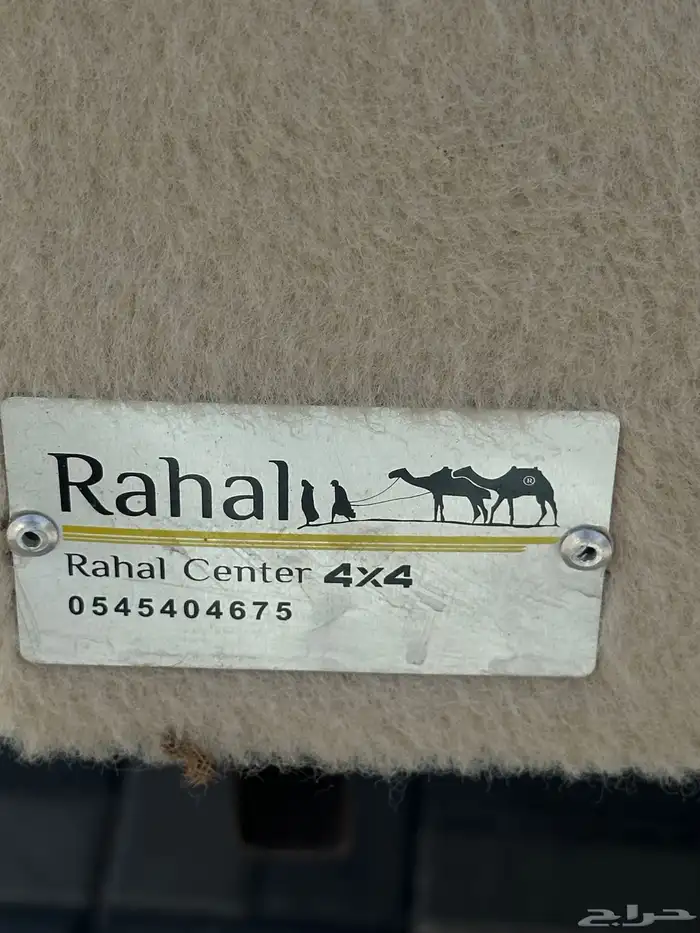 Rahal
®
Rahal Center 4x4
0545404675
حراج